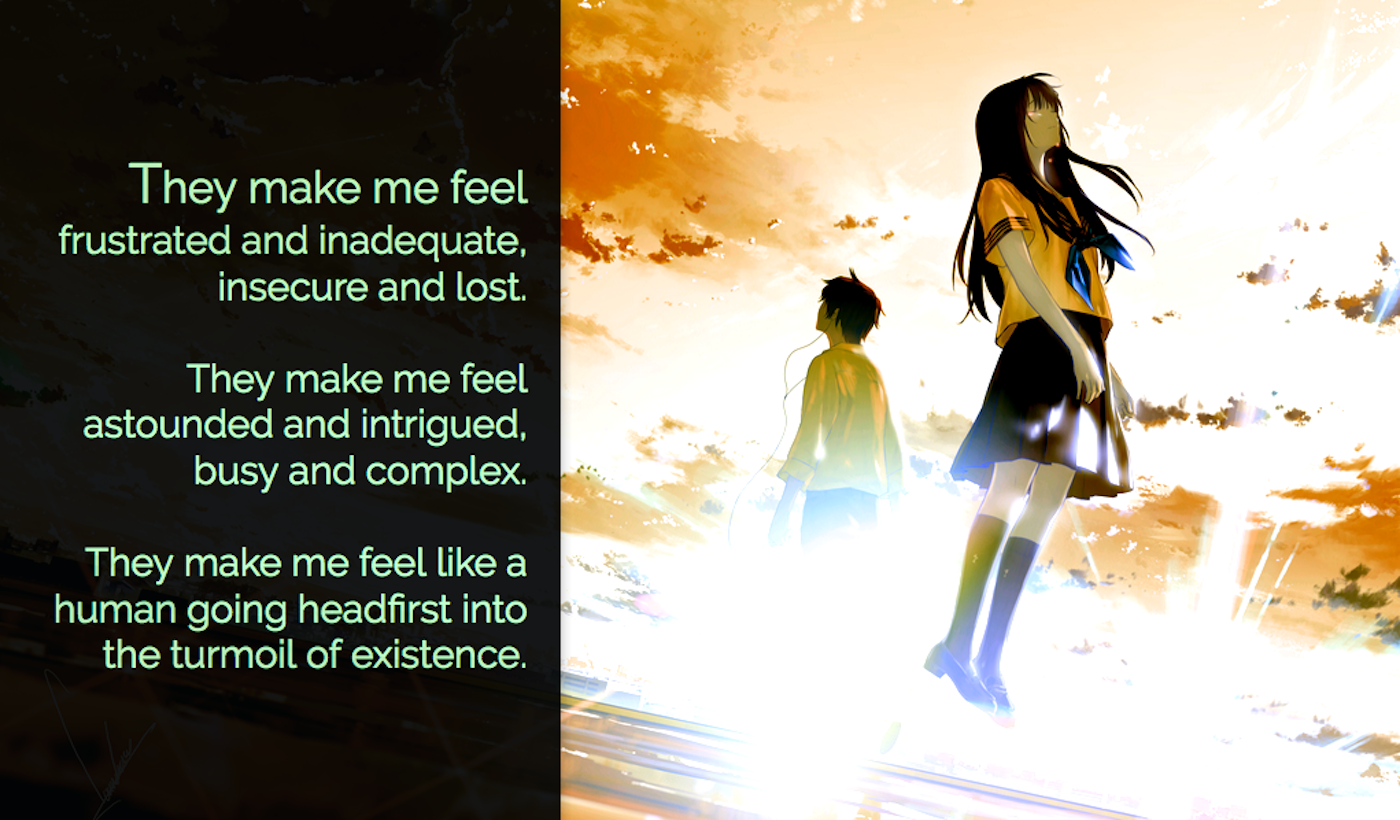 They make me feel
frustrated and inadequate,
insecure and lost.
They make me feel
astounded and intrigued,
busy and complex.
They make me feel like a
human going headfirst into
the turmoil of existence.